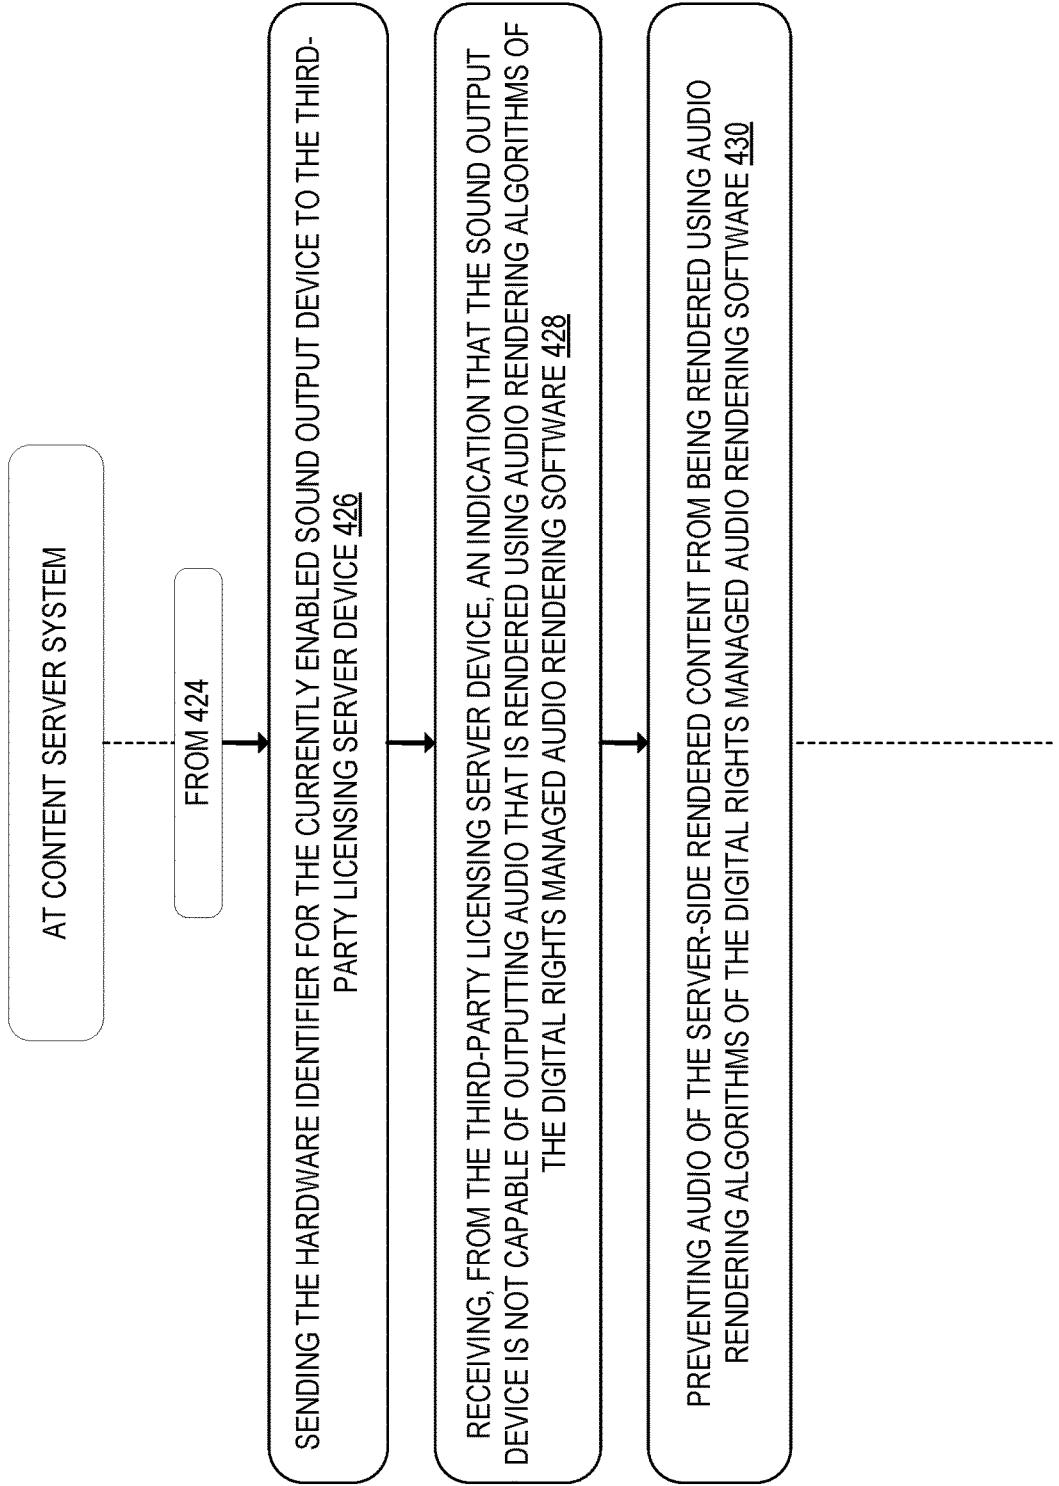 AT CONTENT SERVER SYSTEM
FROM 424
SENDING THE HARDWARE IDENTIFIER FOR THE CURRENTLY ENABLED SOUND OUTPUT DEVICE TO THE THIRD-
PARTY LICENSING SERVER DEVICE 426
RECEIVING, FROM THE THIRD-PARTY LICENSING SERVER DEVICE, AN INDICATION THAT THE SOUND OUTPUT
DEVICE IS NOT CAPABLE OF OUTPUTTING AUDIO THAT IS RENDERED USING AUDIO RENDERING ALGORITHMS OF
THE DIGITAL RIGHTS MANAGED AUDIO RENDERING SOFTWARE 428
PREVENTING AUDIO OF THE SERVER-SIDE RENDERED CONTENT FROM BEING RENDERED USING AUDIO
RENDERING ALGORITHMS OF THE DIGITAL RIGHTS MANAGED AUDIO RENDERING SOFTWARE 430